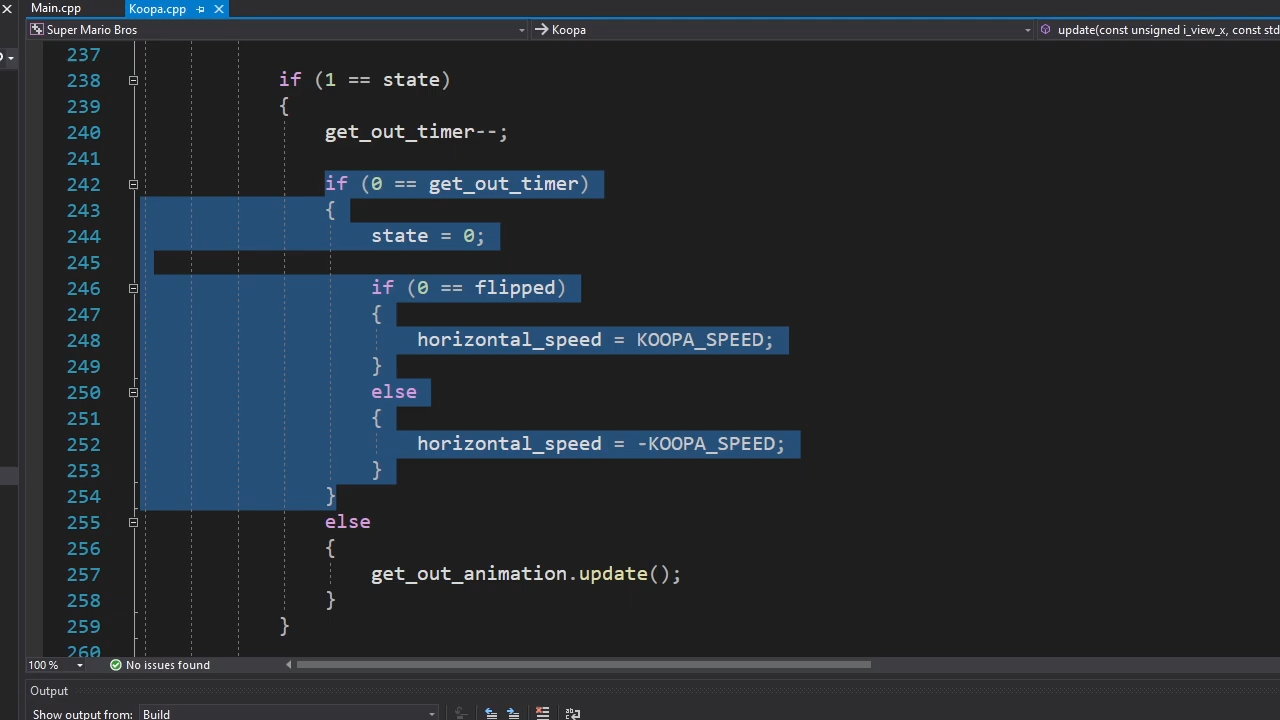 Main.cpp
Koopa.cpp
Super Mario Bros
Koopa
update(const unsigned i_view_x, const std
237
238 if (1 == state)
239 {
240 get_out_timer--;
241
242 if (0 == get_out_timer)
243 {
244 state = 0;
245
246 if (0 == flipped)
247 {
248 horizontal_speed = KOOPA_SPEED;
249 }
250 else
251 {
252 horizontal_speed = -KOOPA_SPEED;
253 }
254 }
255 else
256 {
257 get_out_animation.update();
258 }
259 }
260
100 %
No issues found
Output
Show output from: Build